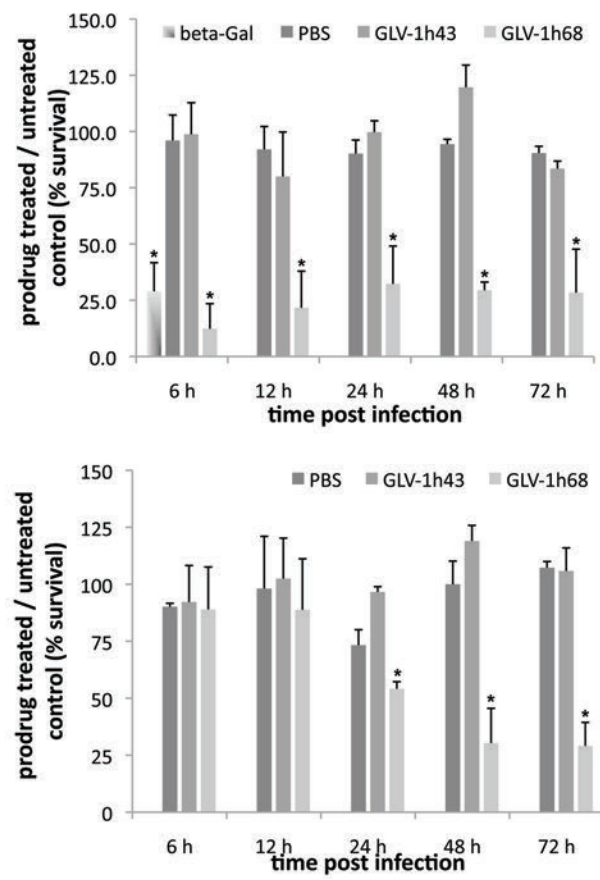 150.0
beta-Gal PBS GLV-1h43 GLV-1h68
125.0
100.0
75.0
50.0
25.0
0.0
* * * * * *
prodrug treated / untreated
control (% survival)
6 h 12 h 24 h 48 h 72 h
time post infection
150
PBS GLV-1h43 GLV-1h68
125
100
75
50
25
0
* * *
prodrug treated / untreated
control (% survival)
6 h 12 h 24 h 48 h 72 h
time post infection